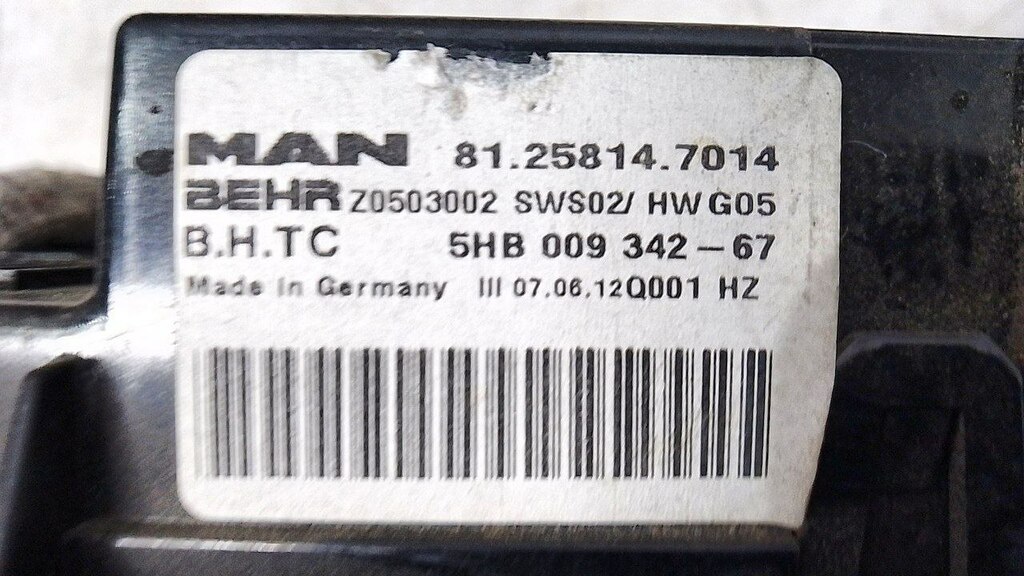 MAN 81.25814.7014
BEHR Z0503002 SWS02/ HW G05
B.H.TC 5HB 009 342-67
Made in Germany III 07.06.12Q001 HZ